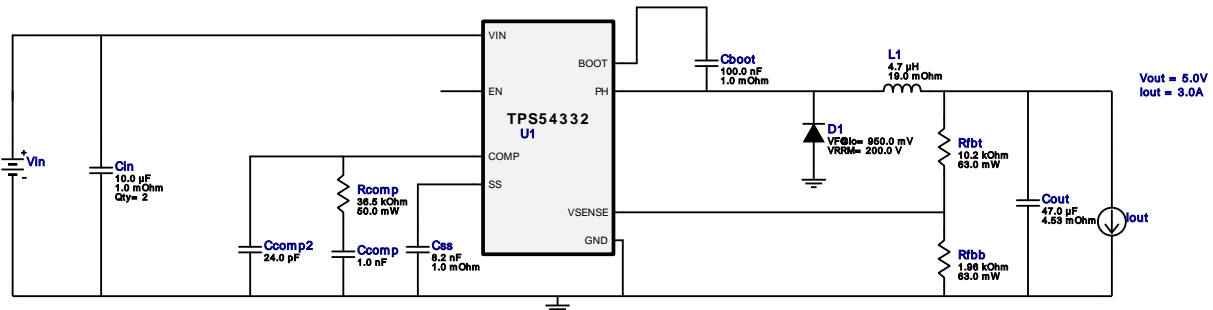 VIN
BOOT
EN
PH
TPS54332
U1
COMP
SS
VSENSE
GND
Vin
+
-
Cin
10.0 µF
1.0 mOhm
Qty= 2
Ccomp2
24.0 pF
Rcomp
36.5 kOhm
50.0 mW
Ccomp
1.0 nF
Css
8.2 nF
1.0 mOhm
Cboot
100.0 nF
1.0 mOhm
D1
VF@Io= 950.0 mV
VRRM= 200.0 V
L1
4.7 µH
19.0 mOhm
Rfbt
10.2 kOhm
63.0 mW
Rfbb
1.96 kOhm
63.0 mW
Cout
47.0 µF
4.53 mOhm
Iout
Vout = 5.0V
Iout = 3.0A